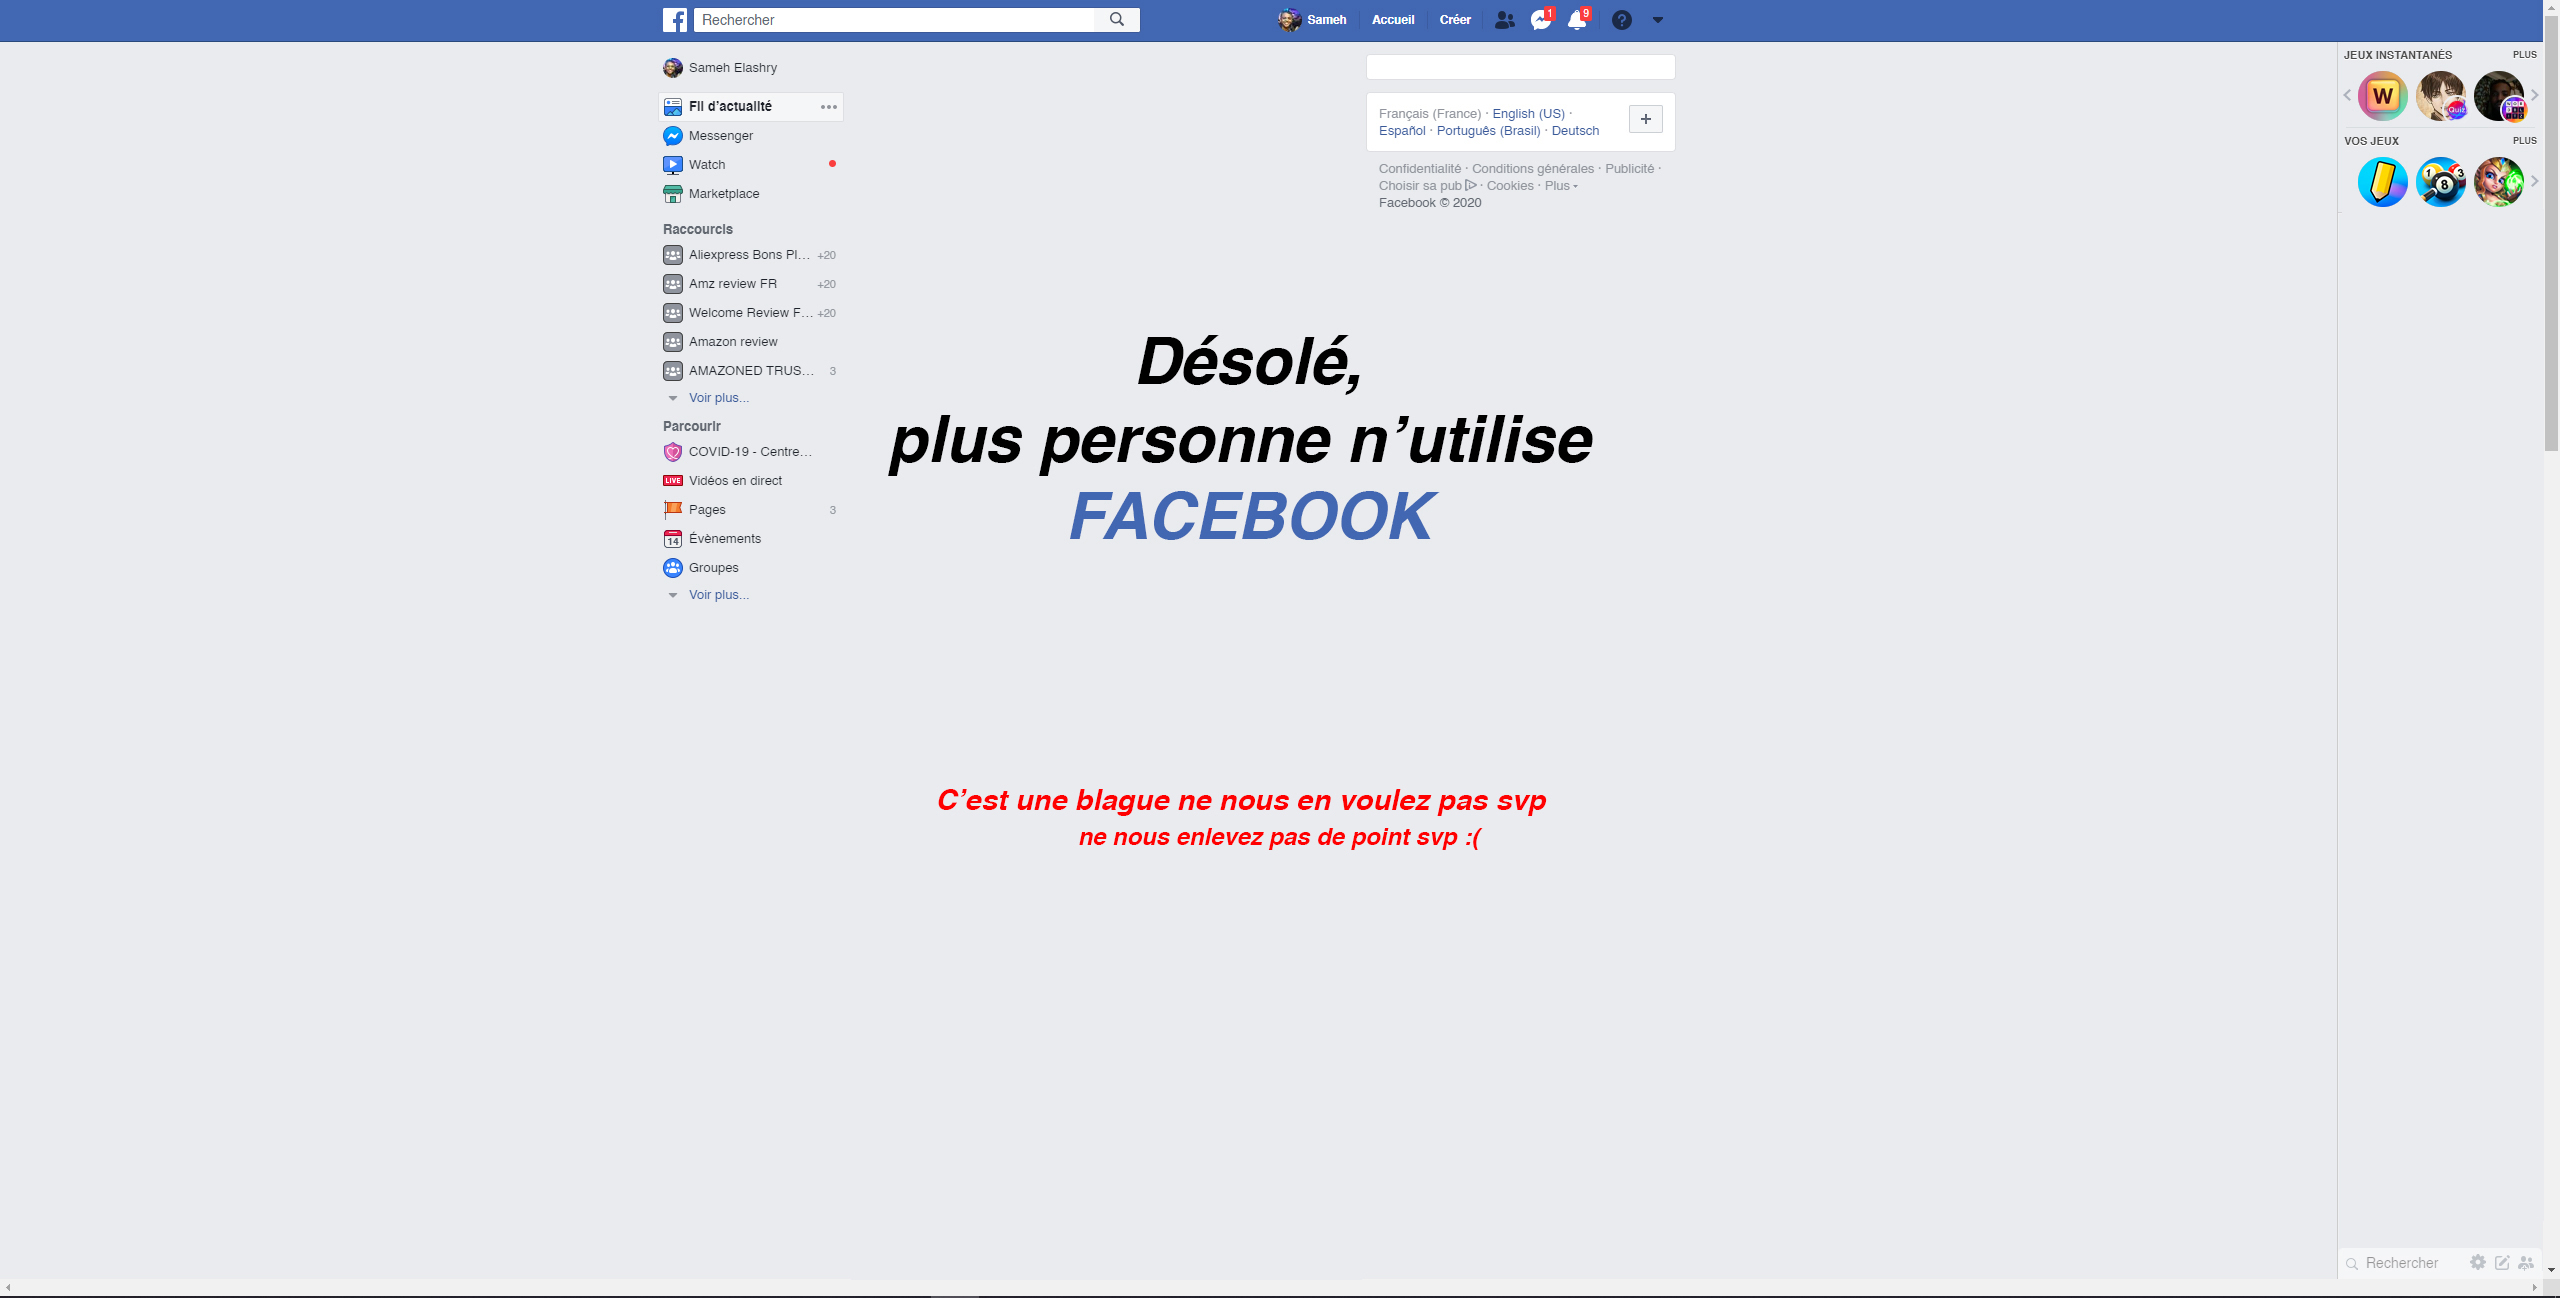 Rechercher
Sameh
Accueil
Créer
1
9
Sameh Elashry
Fil d'actualité
Messenger
Watch
Marketplace
Raccourcis
Aliexpress Bons Pl... +20
Amz review FR +20
Welcome Review F... +20
Amazon review
AMAZONED TRUS... 3
Voir plus...
Parcourir
COVID-19 - Centre...
LIVE Vidéos en direct
Pages 3
14 Évènements
Groupes
Voir plus...
Désolé,
plus personne n’utilise
FACEBOOK
C’est une blague ne nous en voulez pas svp
ne nous enlevez pas de point svp :(
Français (France) · English (US) ·
Español · Português (Brasil) · Deutsch
Confidentialité · Conditions générales · Publicité ·
Choisir sa pub · Cookies · Plus
Facebook © 2020
JEUX INSTANTANÉS PLUS
W
Quiz
VOS JEUX PLUS
1 8 3
Rechercher